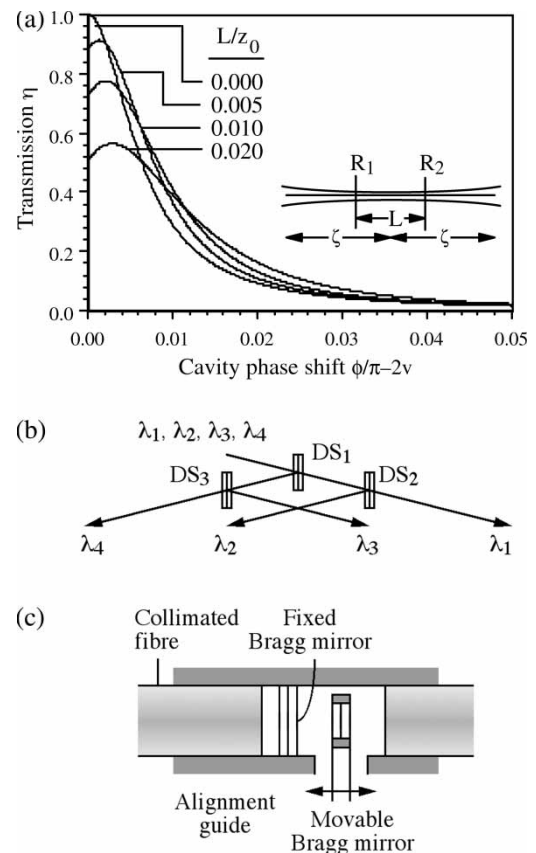 (a)
1.0
0.8
0.6
0.4
0.2
0.0
Transmission η
L/z₀
0.000
0.005
0.010
0.020
R₁ R₂
L
ζ ζ
0.00 0.01 0.02 0.03 0.04 0.05
Cavity phase shift ϕ/π–2v
(b)
λ₁, λ₂, λ₃, λ₄
DS₁
DS₃ DS₂
λ₄ λ₂ λ₃ λ₁
(c)
Collimated
fibre
Fixed
Bragg mirror
Alignment
guide
Movable
Bragg mirror